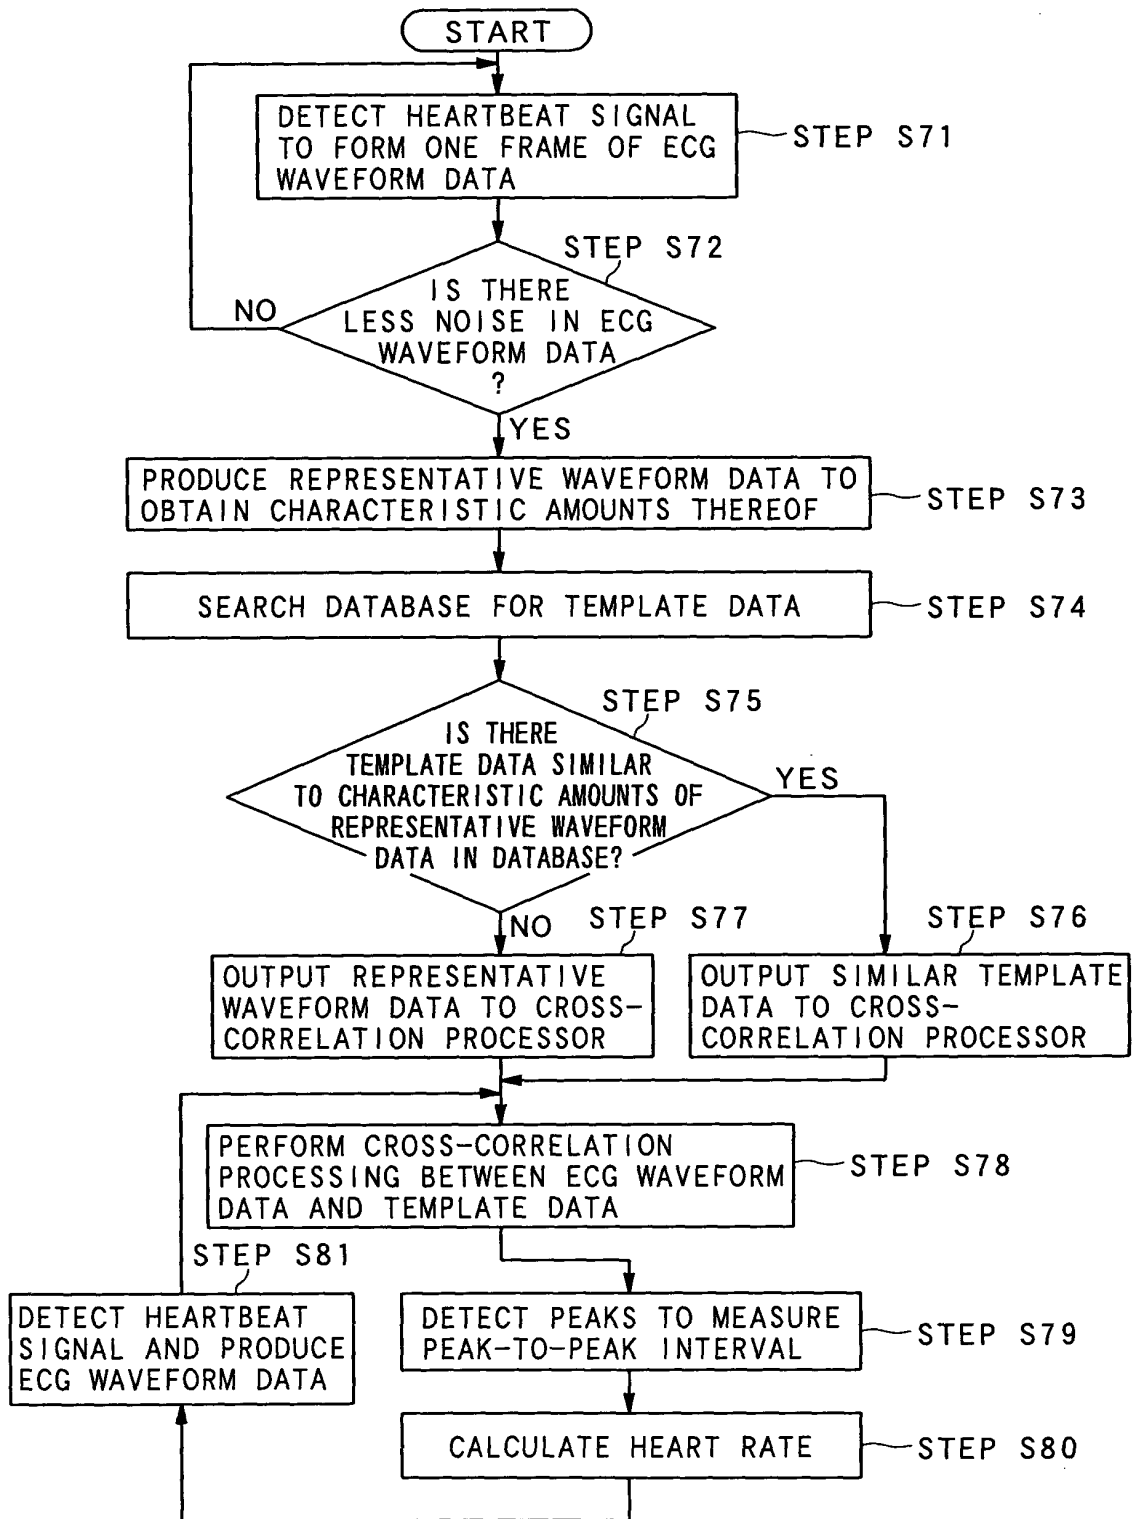 START
DETECT HEARTBEAT SIGNAL
TO FORM ONE FRAME OF ECG
WAVEFORM DATA
STEP S71
STEP S72
IS THERE
LESS NOISE IN ECG
WAVEFORM DATA
?
NO
YES
PRODUCE REPRESENTATIVE WAVEFORM DATA TO
OBTAIN CHARACTERISTIC AMOUNTS THEREOF
STEP S73
SEARCH DATABASE FOR TEMPLATE DATA
STEP S74
STEP S75
IS THERE
TEMPLATE DATA SIMILAR
TO CHARACTERISTIC AMOUNTS OF
REPRESENTATIVE WAVEFORM
DATA IN DATABASE?
YES
NO
STEP S77
STEP S76
OUTPUT REPRESENTATIVE
WAVEFORM DATA TO CROSS-
CORRELATION PROCESSOR
OUTPUT SIMILAR TEMPLATE
DATA TO CROSS-
CORRELATION PROCESSOR
PERFORM CROSS-CORRELATION
PROCESSING BETWEEN ECG WAVEFORM
DATA AND TEMPLATE DATA
STEP S78
STEP S81
DETECT HEARTBEAT
SIGNAL AND PRODUCE
ECG WAVEFORM DATA
DETECT PEAKS TO MEASURE
PEAK-TO-PEAK INTERVAL
STEP S79
CALCULATE HEART RATE
STEP S80